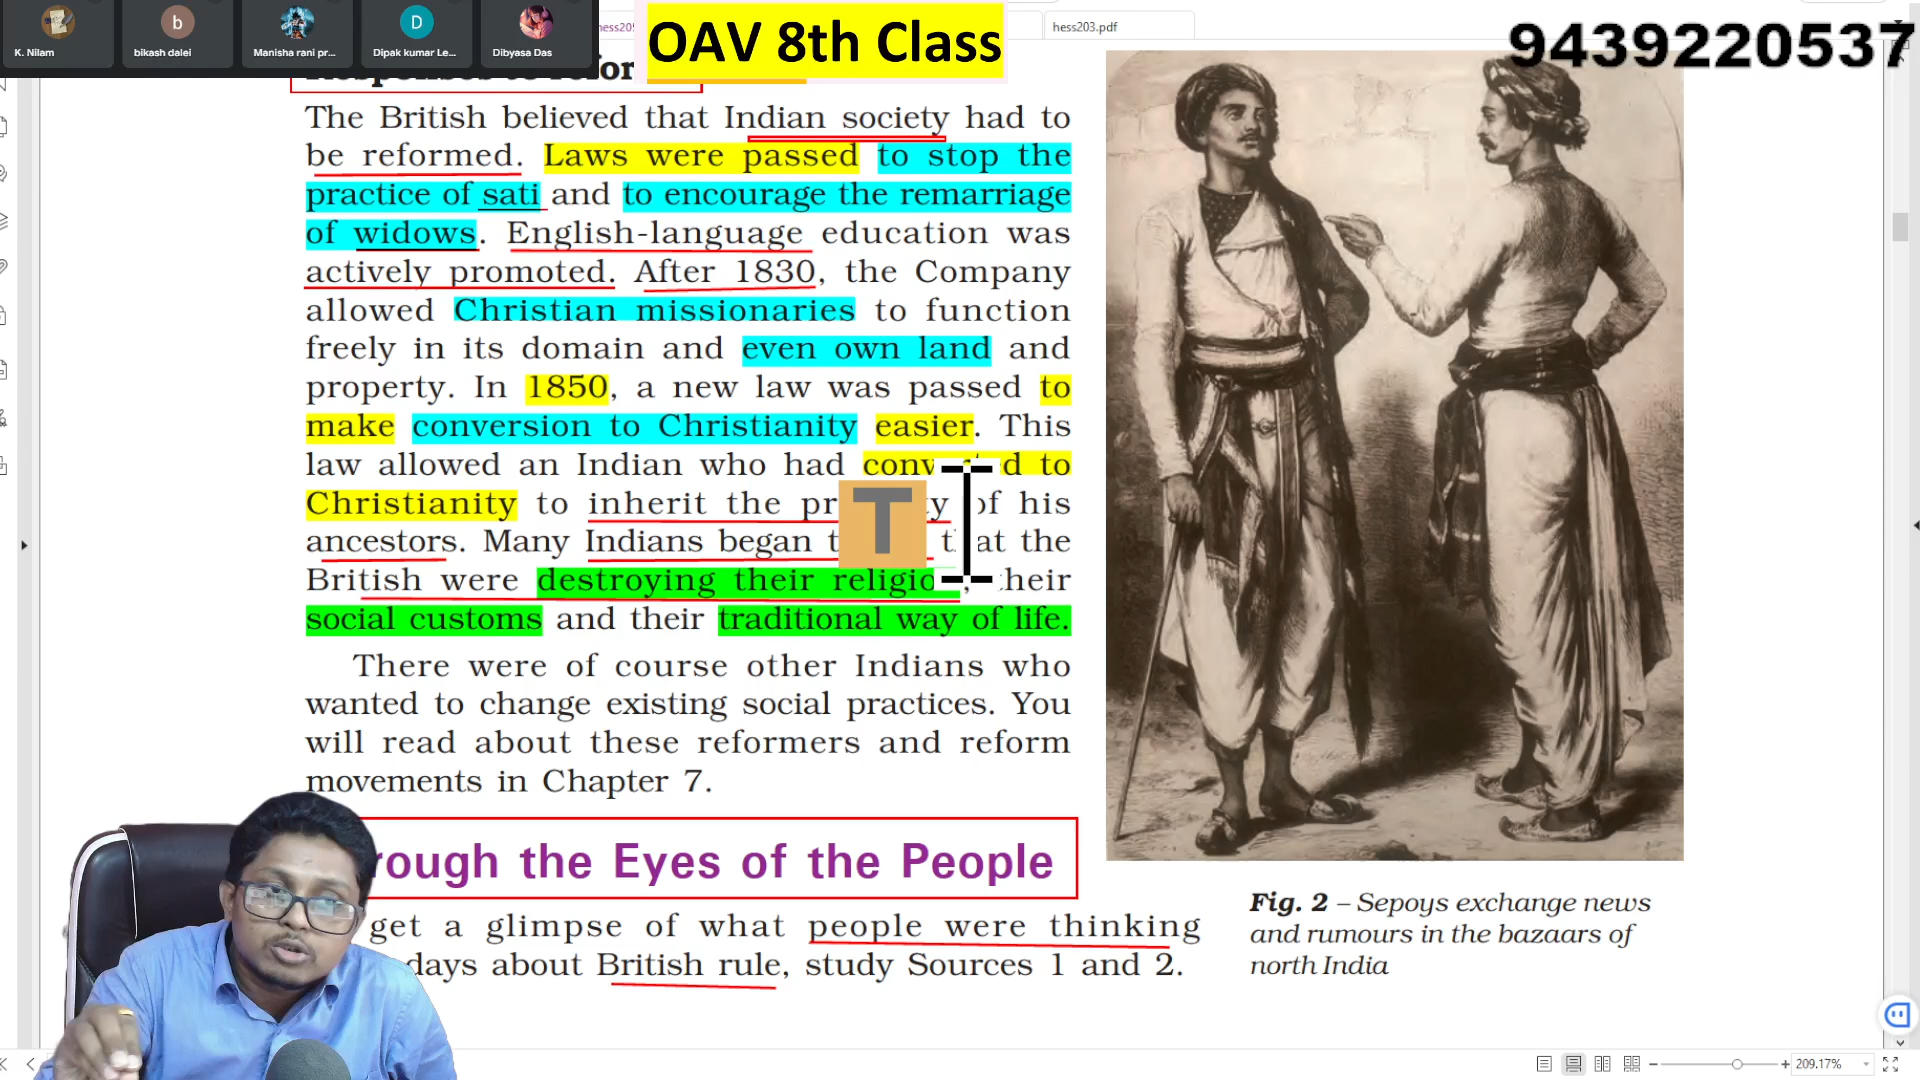 K. Nilam
b
bikash dalei
Manisha rani pr...
D
Dipak kumar Le...
Dibyasa Das
OAV 8th Class
hess203.pdf
9439220537
The British believed that Indian society had to
be reformed. Laws were passed to stop the
practice of sati and to encourage the remarriage
of widows. English-language education was
actively promoted. After 1830, the Company
allowed Christian missionaries to function
freely in its domain and even own land and
property. In 1850, a new law was passed to
make conversion to Christianity easier. This
law allowed an Indian who had converted to
Christianity to inherit the property of his
ancestors. Many Indians began that the
British were destroying their religion, their
social customs and their traditional way of life.
There were of course other Indians who
wanted to change existing social practices. You
will read about these reformers and reform
movements in Chapter 7.
T
rough the Eyes of the People
get a glimpse of what people were thinking
days about British rule, study Sources 1 and 2.
Fig. 2 – Sepoys exchange news
and rumours in the bazaars of
north India
209.17%